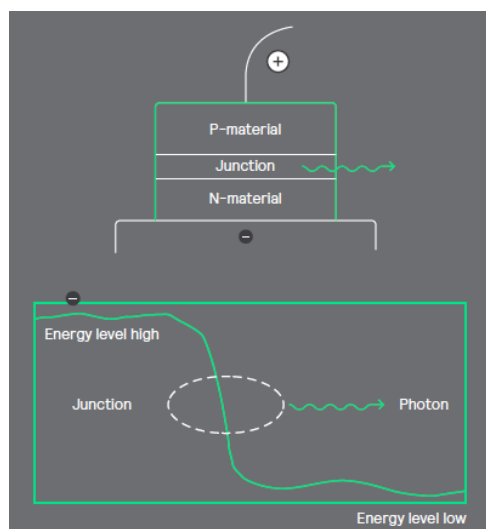 +
P-material
Junction
N-material
−
−
Energy level high
Junction
Photon
Energy level low